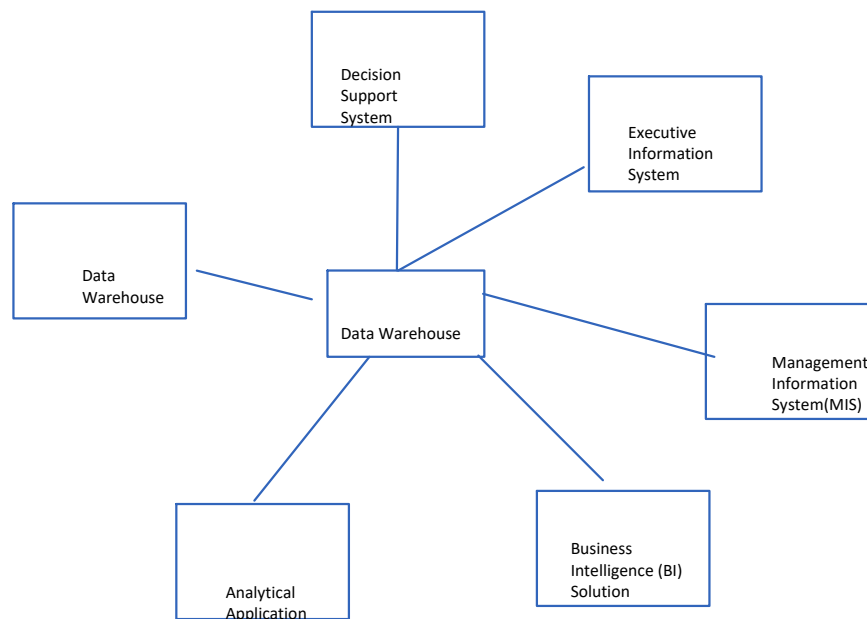 Decision
Support
System
Executive
Information
System
Data
Warehouse
Data Warehouse
Management
Information
System(MIS)
Business
Intelligence (BI)
Solution
Analytical
Application